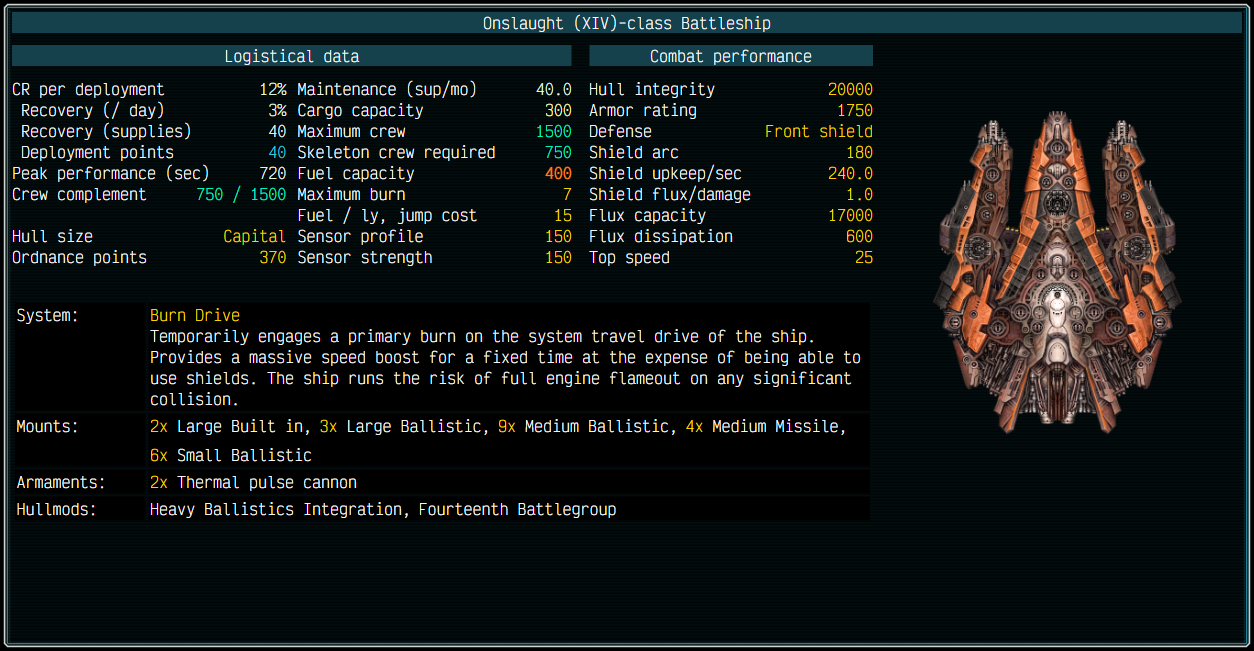 Onslaught (XIV)-class Battleship
Logistical data
CR per deployment 12%
Recovery (/ day) 3%
Recovery (supplies) 40
Deployment points 40
Peak performance (sec) 720
Crew complement 750 / 1500
Hull size Capital
Ordnance points 370
Maintenance (sup/mo) 40.0
Cargo capacity 300
Maximum crew 1500
Skeleton crew required 750
Fuel capacity 400
Maximum burn 7
Fuel / ly, jump cost 15
Sensor profile 150
Sensor strength 150
Combat performance
Hull integrity 20000
Armor rating 1750
Defense Front shield
Shield arc 180
Shield upkeep/sec 240.0
Shield flux/damage 1.0
Flux capacity 17000
Flux dissipation 600
Top speed 25
System: Burn Drive
Temporarily engages a primary burn on the system travel drive of the ship.
Provides a massive speed boost for a fixed time at the expense of being able to
use shields. The ship runs the risk of full engine flameout on any significant
collision.
Mounts: 2x Large Built in, 3x Large Ballistic, 9x Medium Ballistic, 4x Medium Missile,
6x Small Ballistic
Armaments: 2x Thermal pulse cannon
Hullmods: Heavy Ballistics Integration, Fourteenth Battlegroup